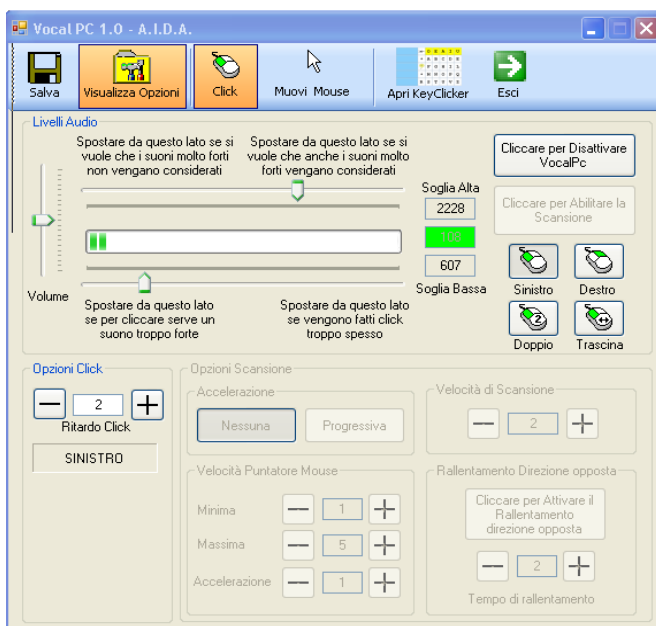 Vocal PC 1.0 - A.I.D.A.
Salva
Visualizza Opzioni
Click
Muovi Mouse
Apri KeyClicker
Esci
Livelli Audio
Spostare da questo lato se si
vuole che i suoni molto forti
non vengano considerati
Spostare da questo lato se si
vuole che anche i suoni molto
forti vengano considerati
Cliccare per Disattivare
VocalPc
Soglia Alta
2228
108
607
Soglia Bassa
Cliccare per Abilitare la
Scansione
Sinistro
Destro
Doppio
Trascina
Volume
Spostare da questo lato
se per cliccare serve un
suono troppo forte
Spostare da questo lato
se vengono fatti click
troppo spesso
Opzioni Click
2
Ritardo Click
SINISTRO
Opzioni Scansione
Accelerazione
Nessuna
Progressiva
Velocità di Scansione
2
Velocità Puntatore Mouse
Minima
1
Massima
5
Accelerazione
1
Rallentamento Direzione opposta
Cliccare per Attivare il
Rallentamento
direzione opposta
2
Tempo di rallentamento